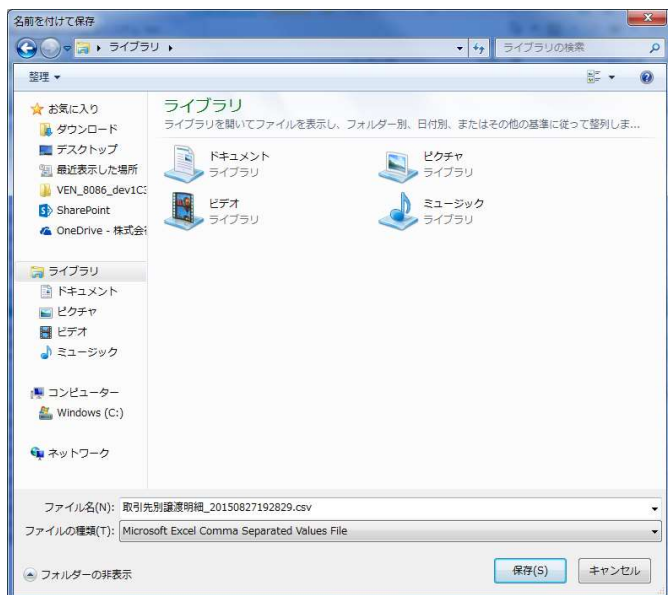 名前を付けて保存
ライブラリ
ライブラリの検索
整理
お気に入り
ダウンロード
デスクトップ
最近表示した場所
VEN_8086_dev1C3
SharePoint
OneDrive - 株式会
ライブラリ
ドキュメント
ピクチャ
ビデオ
ミュージック
コンピューター
Windows (C:)
ネットワーク
ライブラリ
ライブラリを開いてファイルを表示し、フォルダー別、日付別、またはその他の基準に従って整列しま...
ドキュメント
ライブラリ
ピクチャ
ライブラリ
ビデオ
ライブラリ
ミュージック
ライブラリ
ファイル名(N): 取引先別譲渡明細_20150827192829.csv
ファイルの種類(T): Microsoft Excel Comma Separated Values File
フォルダーの非表示
保存(S)
キャンセル